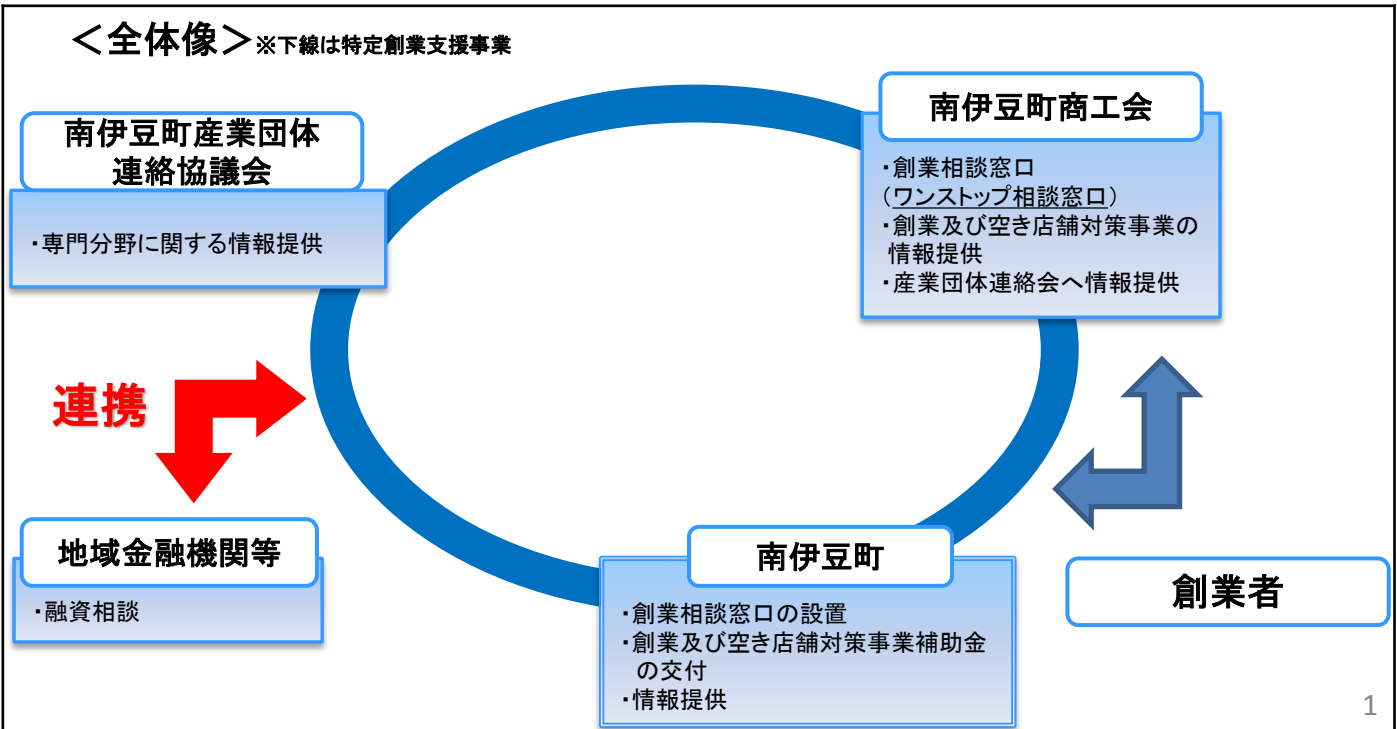 ＜全体像＞※下線は特定創業支援事業
南伊豆町産業団体
連絡協議会
・専門分野に関する情報提供
南伊豆町商工会
・創業相談窓口
（ワンストップ相談窓口）
・創業及び空き店舗対策事業の
情報提供
・産業団体連絡会へ情報提供
連携
地域金融機関等
・融資相談
南伊豆町
・創業相談窓口の設置
・創業及び空き店舗対策事業補助金
の交付
・情報提供
創業者
1